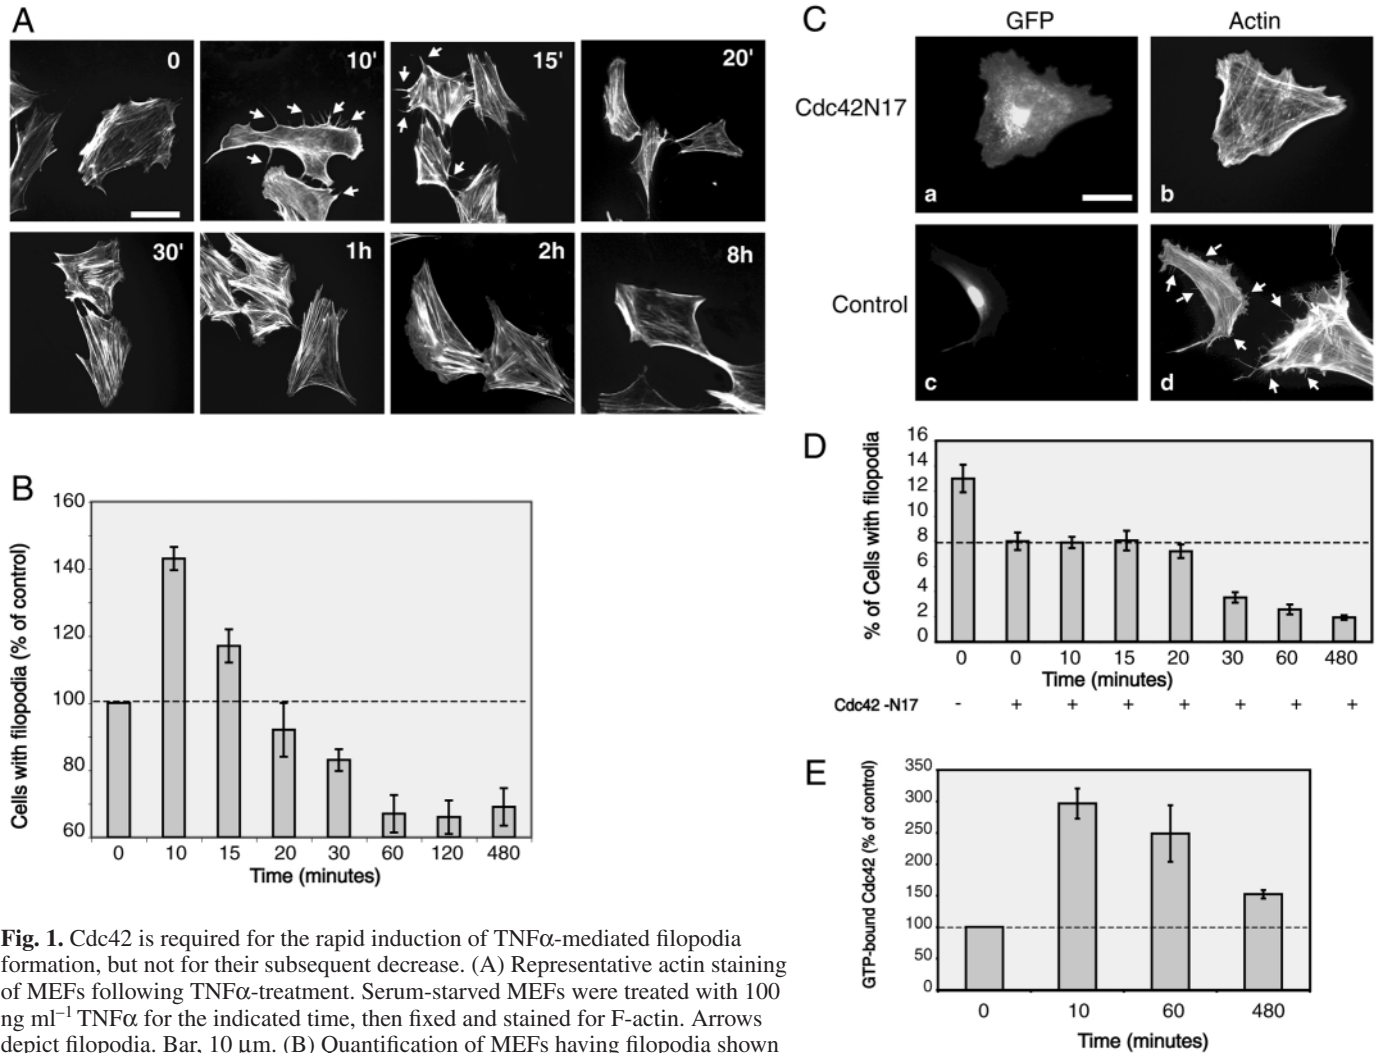 A
0
10'
15'
20'
30'
1h
2h
8h
B
Cells with filopodia (% of control)
160
140
120
100
80
60
0 10 15 20 30 60 120 480
Time (minutes)
C
GFP Actin
Cdc42N17
a b
Control
c d
D
% of Cells with filopodia
16
14
12
10
8
6
4
2
0
0 0 10 15 20 30 60 480
Time (minutes)
Cdc42 -N17 - + + + + + + +
E
GTP-bound Cdc42 (% of control)
350
300
250
200
150
100
50
0
0 10 60 480
Time (minutes)
Fig. 1. Cdc42 is required for the rapid induction of TNFα-mediated filopodia
formation, but not for their subsequent decrease. (A) Representative actin staining
of MEFs following TNFα-treatment. Serum-starved MEFs were treated with 100
ng ml⁻¹ TNFα for the indicated time, then fixed and stained for F-actin. Arrows
depict filopodia. Bar, 10 μm. (B) Quantification of MEFs having filopodia shown